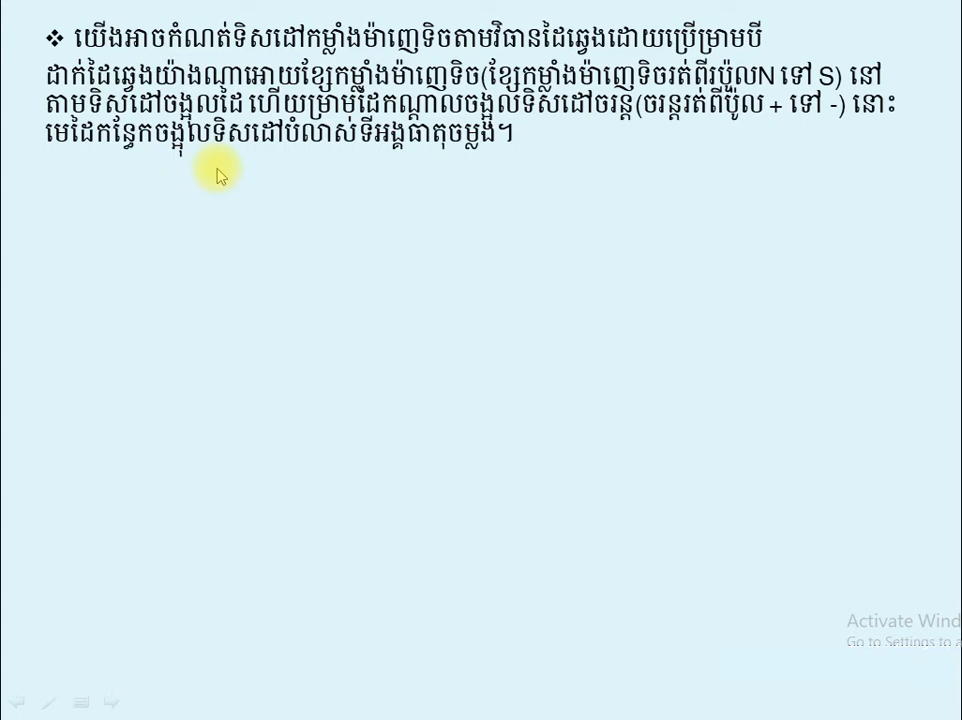 ❖ យើងអាចកំណត់ទិសដៅកម្លាំងម៉ាញេទិចតាមវិធានដៃឆ្វេងដោយប្រើម្រាមបី
ដាក់ដៃឆ្វេងយ៉ាងណាអោយខ្សែកម្លាំងម៉ាញេទិច(ខ្សែកម្លាំងម៉ាញេទិចរត់ពីរប៉ូលN ទៅ S) នៅ
តាមទិសដៅចង្អុលដៃ ហើយម្រាមដៃកណ្តាលចង្អុលទិសដៅចរន្ត(ចរន្តរត់ពីប៉ូល + ទៅ -) នោះ
មេដៃកន្ធែកចង្អុលទិសដៅបំលាស់ទីអង្គធាតុចម្លង។
Activate Wind
Go to Settings to a